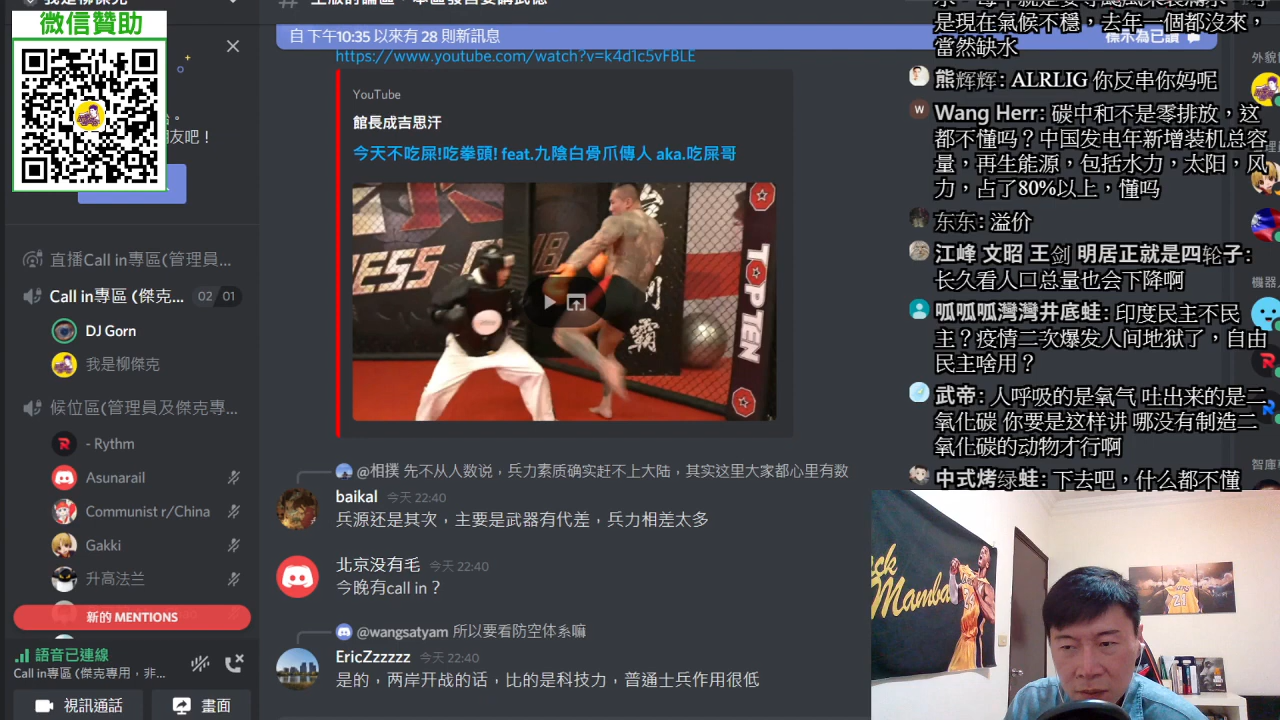 微信贊助
我是柳傑克
自 下午10:35 以來有 28 則新訊息
標示為已讀
https://www.youtube.com/watch?v=k4d1c5vFBLE
YouTube
館長成吉思汗
今天不吃屎!吃拳頭! feat.九陰白骨爪傳人 aka.吃屎哥
TOP TEN
@相撲 先不从人数说，兵力素质确实赶不上大陆，其实这里大家都心里有数
baikal 今天 22:40
兵源还是其次，主要是武器有代差，兵力相差太多
北京没有毛 今天 22:40
今晚有call in？
@wangsatyam 所以要看防空体系嘛
EricZzzzzz 今天 22:40
是的，两岸开战的话，比的是科技力，普通士兵作用很低
直播Call in專區(管理員...
Call in專區 (傑克... 02 01
DJ Gorn
我是柳傑克
候位區(管理員及傑克專...
- Rythm
Asunarail
Communist r/China
Gakki
升高法兰
新的 MENTIONS
語音已連線
Call in專區 (傑克專用，非...
視訊通話
畫面
是現在氣候不穩，去年一個都沒來，
當然缺水
熊辉辉: ALRLIG 你反串你妈呢
Wang Herr: 碳中和不是零排放，这
都不懂吗？中国发电年新增装机总容
量，再生能源，包括水力，太阳，风
力，占了80%以上，懂吗
东东: 溢价
江峰 文昭 王剑 明居正就是四轮子:
长久看人口总量也会下降啊
呱呱呱灣灣井底蛙: 印度民主不民
主？疫情二次爆发人间地狱了，自由
民主啥用？
武帝: 人呼吸的是氧气 吐出来的是二
氧化碳 你要是这样讲 哪没有制造二
氧化碳的动物才行啊
中式烤绿蛙: 下去吧，什么都不懂
外貌
機器人
智庫
Mamba